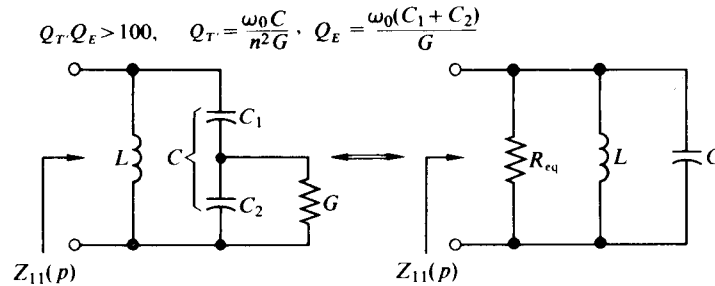 Q_T' Q_E > 100, Q_T' = ω₀C / n²G, Q_E = ω₀(C₁ + C₂) / G
C₁
L
C
C₂
G
Z₁₁(p)
R_eq
L
C
Z₁₁(p)